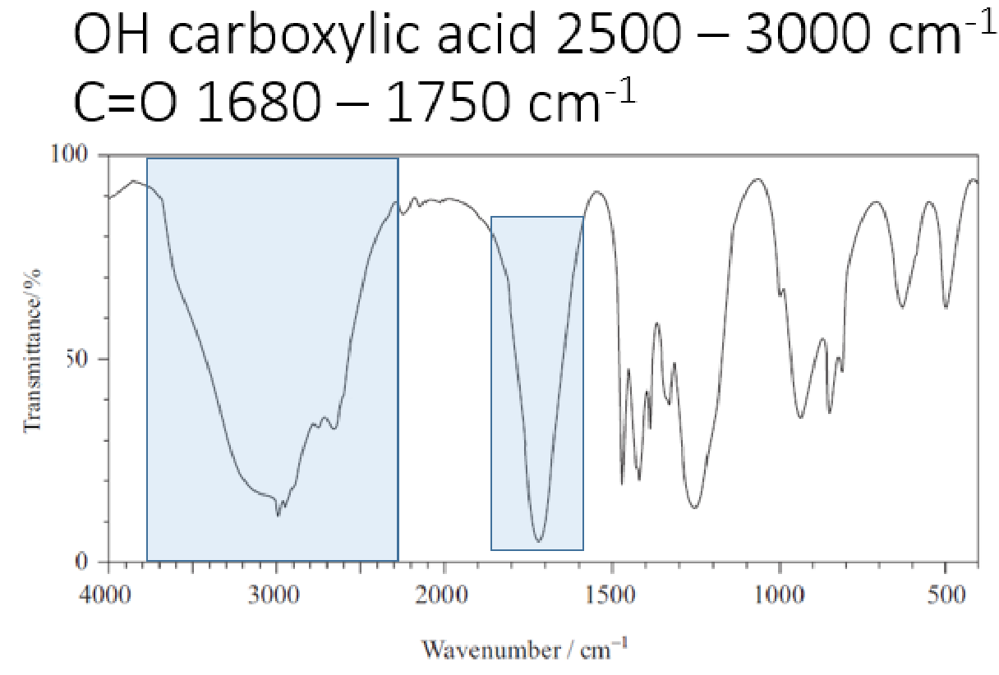 OH carboxylic acid 2500 – 3000 cm-1
C=O 1680 – 1750 cm-1
100
50
0
Transmittance/%
4000 3000 2000 1500 1000 500
Wavenumber / cm–1